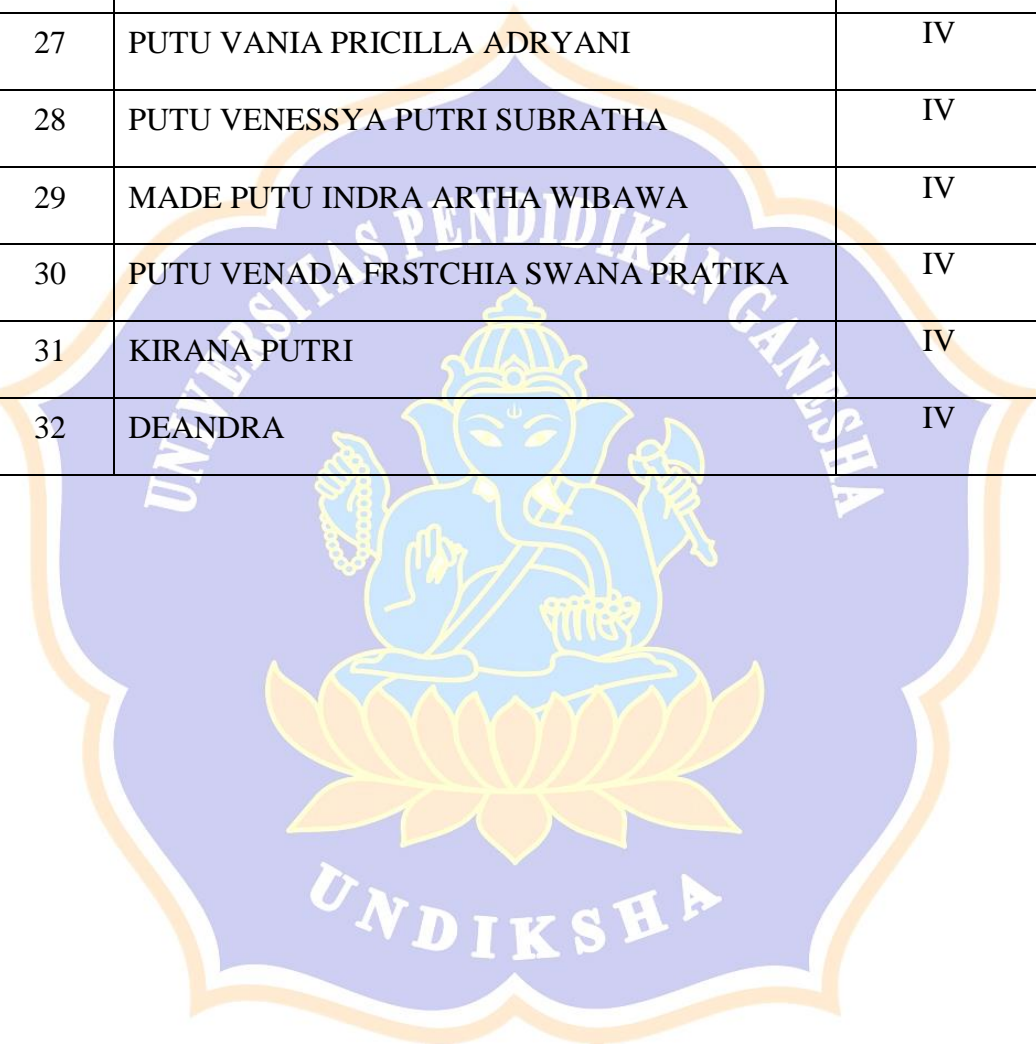 27 PUTU VANIA PRICILLA ADRYANI IV
28 PUTU VENESSYA PUTRI SUBRATHA IV
29 MADE PUTU INDRA ARTHA WIBAWA IV
30 PUTU VENADA FRSTCHIA SWANA PRATIKA IV
31 KIRANA PUTRI IV
32 DEANDRA IV
UNIVERSITAS PENDIDIKAN GANESHA
UNDIKSHA